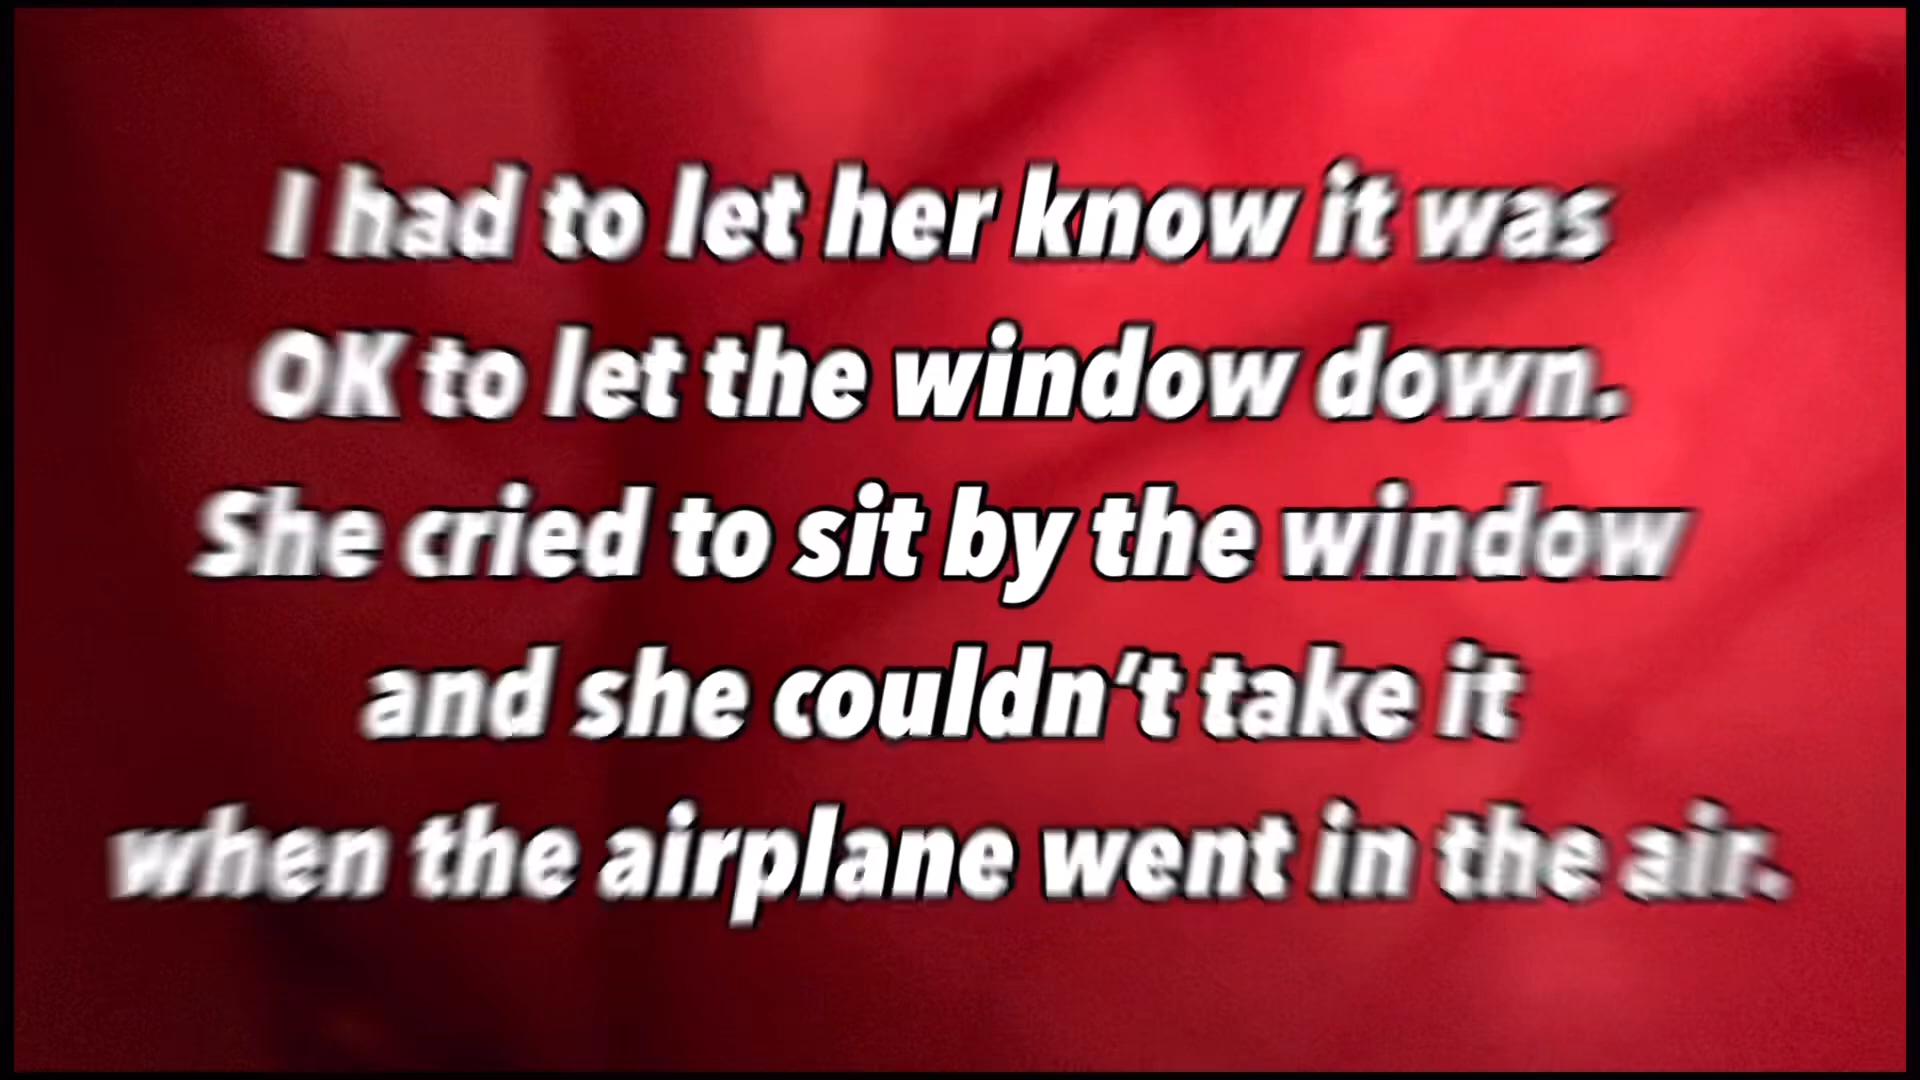 I had to let her know it was
OK to let the window down.
She cried to sit by the window
and she couldn't take it
when the airplane went in the air.